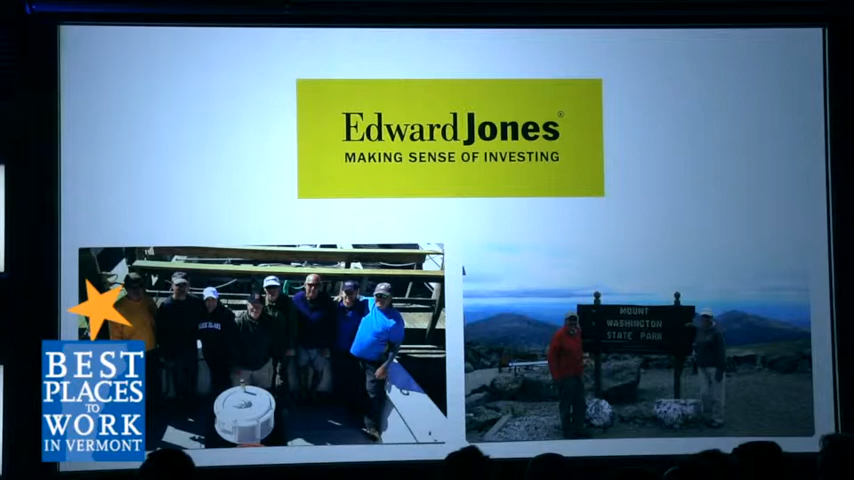 Edward Jones®
MAKING SENSE OF INVESTING
MOUNT
WASHINGTON
STATE PARK
BEST
PLACES
TO
WORK
IN VERMONT